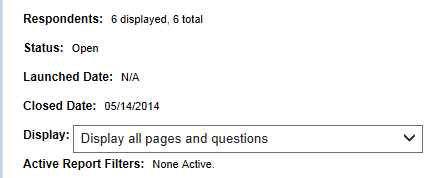 Respondents: 6 displayed, 6 total
Status: Open
Launched Date: N/A
Closed Date: 05/14/2014
Display: Display all pages and questions
Active Report Filters: None Active.